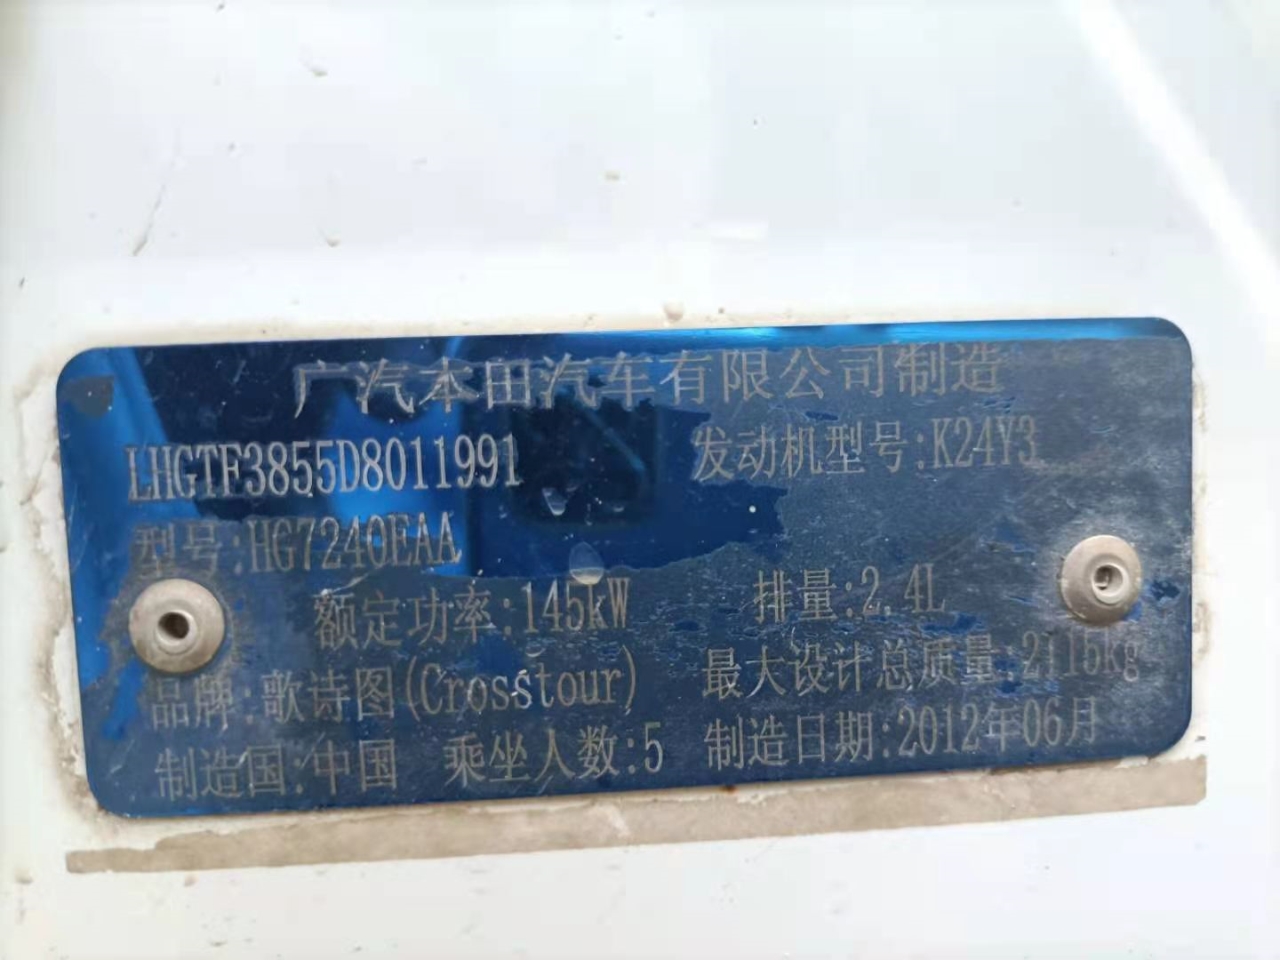 广汽本田汽车有限公司制造
LHGTF3855D8011991 发动机型号:K24Y3
型号:HG7240EAA
额定功率:145kW 排量:2.4L
品牌:歌诗图(Crosstour) 最大设计总质量:2115kg
制造国:中国 乘坐人数:5 制造日期:2012年06月